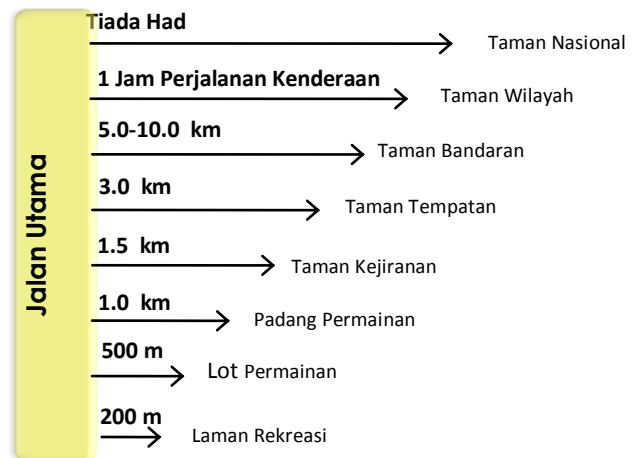 Jalan Utama
Tiada Had
Taman Nasional
1 Jam Perjalanan Kenderaan
Taman Wilayah
5.0-10.0 km
Taman Bandaran
3.0 km
Taman Tempatan
1.5 km
Taman Kejiranan
1.0 km
Padang Permainan
500 m
Lot Permainan
200 m
Laman Rekreasi